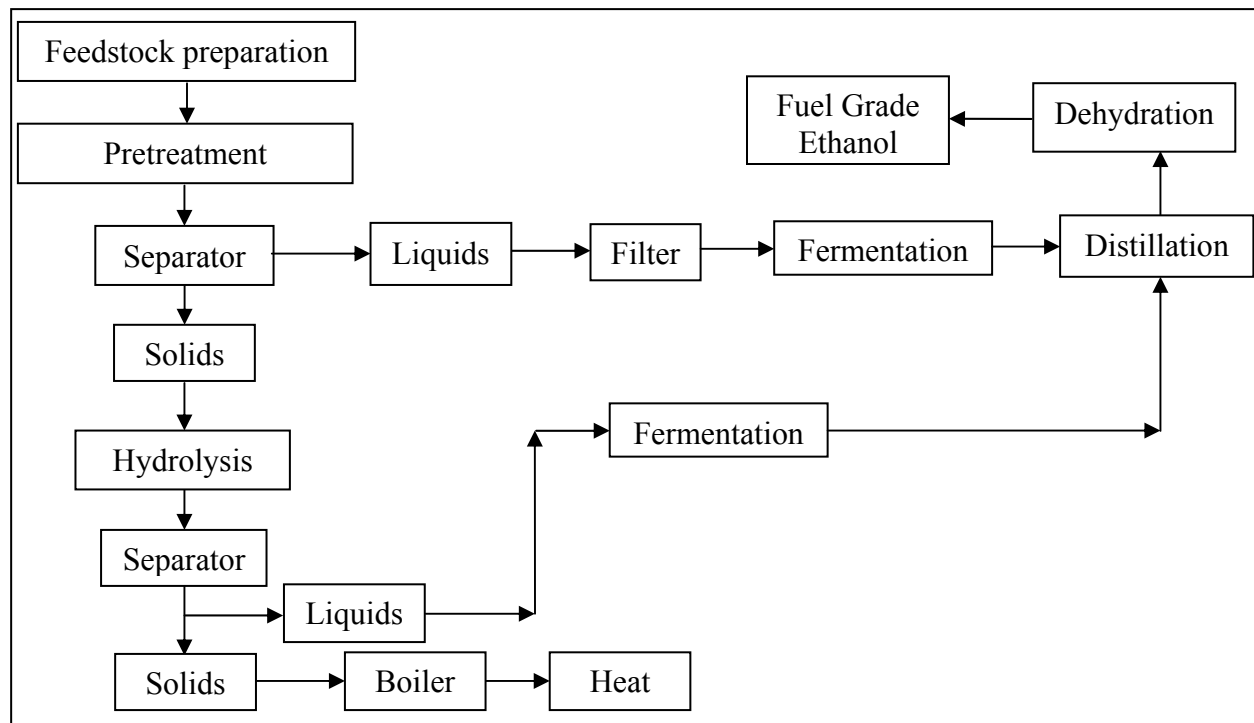 Feedstock preparation
Pretreatment
Fuel Grade
Ethanol
Dehydration
Separator
Liquids
Filter
Fermentation
Distillation
Solids
Hydrolysis
Fermentation
Separator
Liquids
Solids
Boiler
Heat